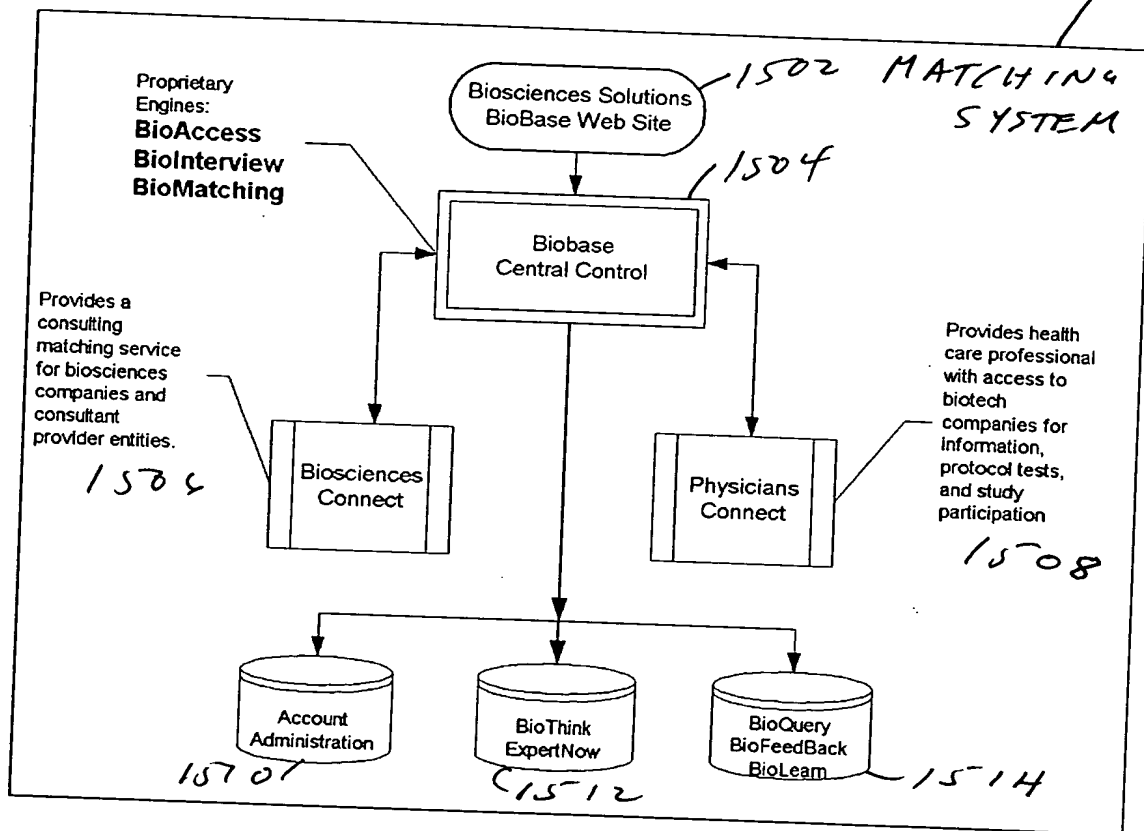 1502 MATCHING
SYSTEM
Biosciences Solutions
BioBase Web Site
Proprietary
Engines:
BioAccess
BioInterview
BioMatching
1504
Biobase
Central Control
Provides a
consulting
matching service
for biosciences
companies and
consultant
provider entities.
1506
Biosciences
Connect
Physicians
Connect
Provides health
care professional
with access to
biotech
companies for
information,
protocol tests,
and study
participation
1508
Account
Administration
1510
BioThink
ExpertNow
1512
BioQuery
BioFeedBack
BioLearn
1514